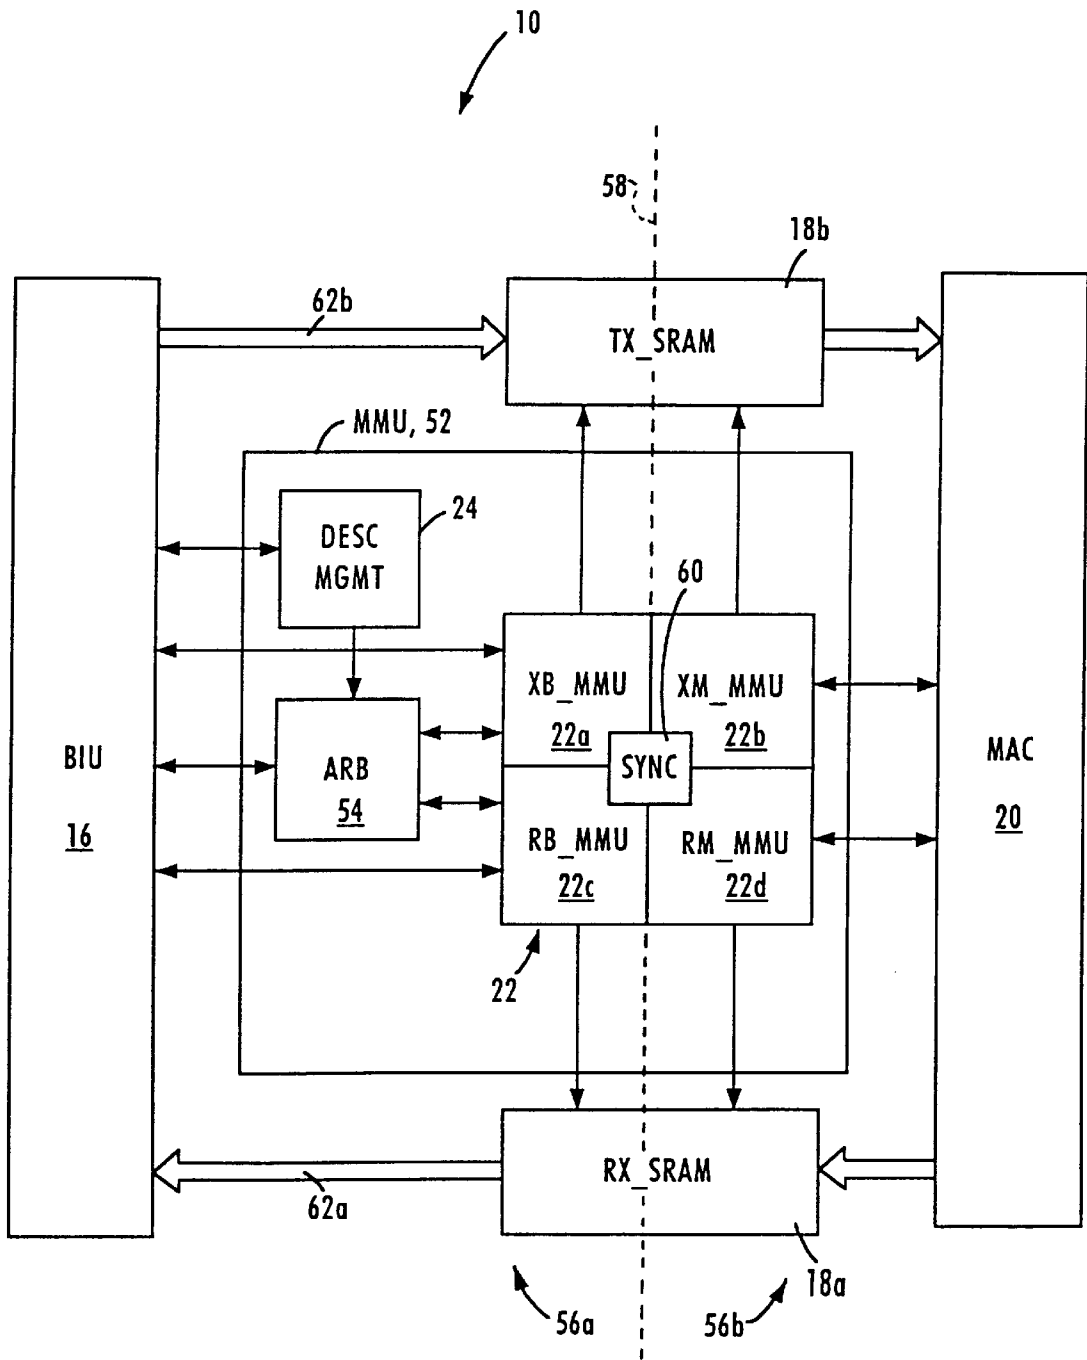 10
58
18b
62b
TX_SRAM
MMU, 52
24
DESC
MGMT
60
XB_MMU
22a
XM_MMU
22b
SYNC
BIU
16
ARB
54
MAC
20
RB_MMU
22c
RM_MMU
22d
22
RX_SRAM
62a
18a
56a
56b